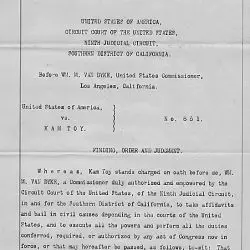 UNITED STATES OF AMERICA,
CIRCUIT COURT OF THE UNITED STATES,
NINTH JUDICIAL CIRCUIT,
SOUTHERN DISTRICT OF CALIFORNIA.
Before WM. M. VAN DYKE, United States Commissioner,
Los Angeles, California.
United States of America, )
vs. ) No. 551.
KAM TOY. )
FINDING, ORDER AND JUDGMENT.
Whereas, Kam Toy stands charged on oath before me, WM.
M. VAN DYKE, a Commissioner duly authorized and empowered by the
Circuit Court of the United States, of the Ninth Judicial Circuit,
in and for the Southern District of California, to take affidavits
and bail in civil causes depending in the courts of the United
States, and to execute all the powers and perform all the duties
conferred, required, or authorized by any act of Congress now in
force, or that may hereafter be passed, as follows, to-wit: That